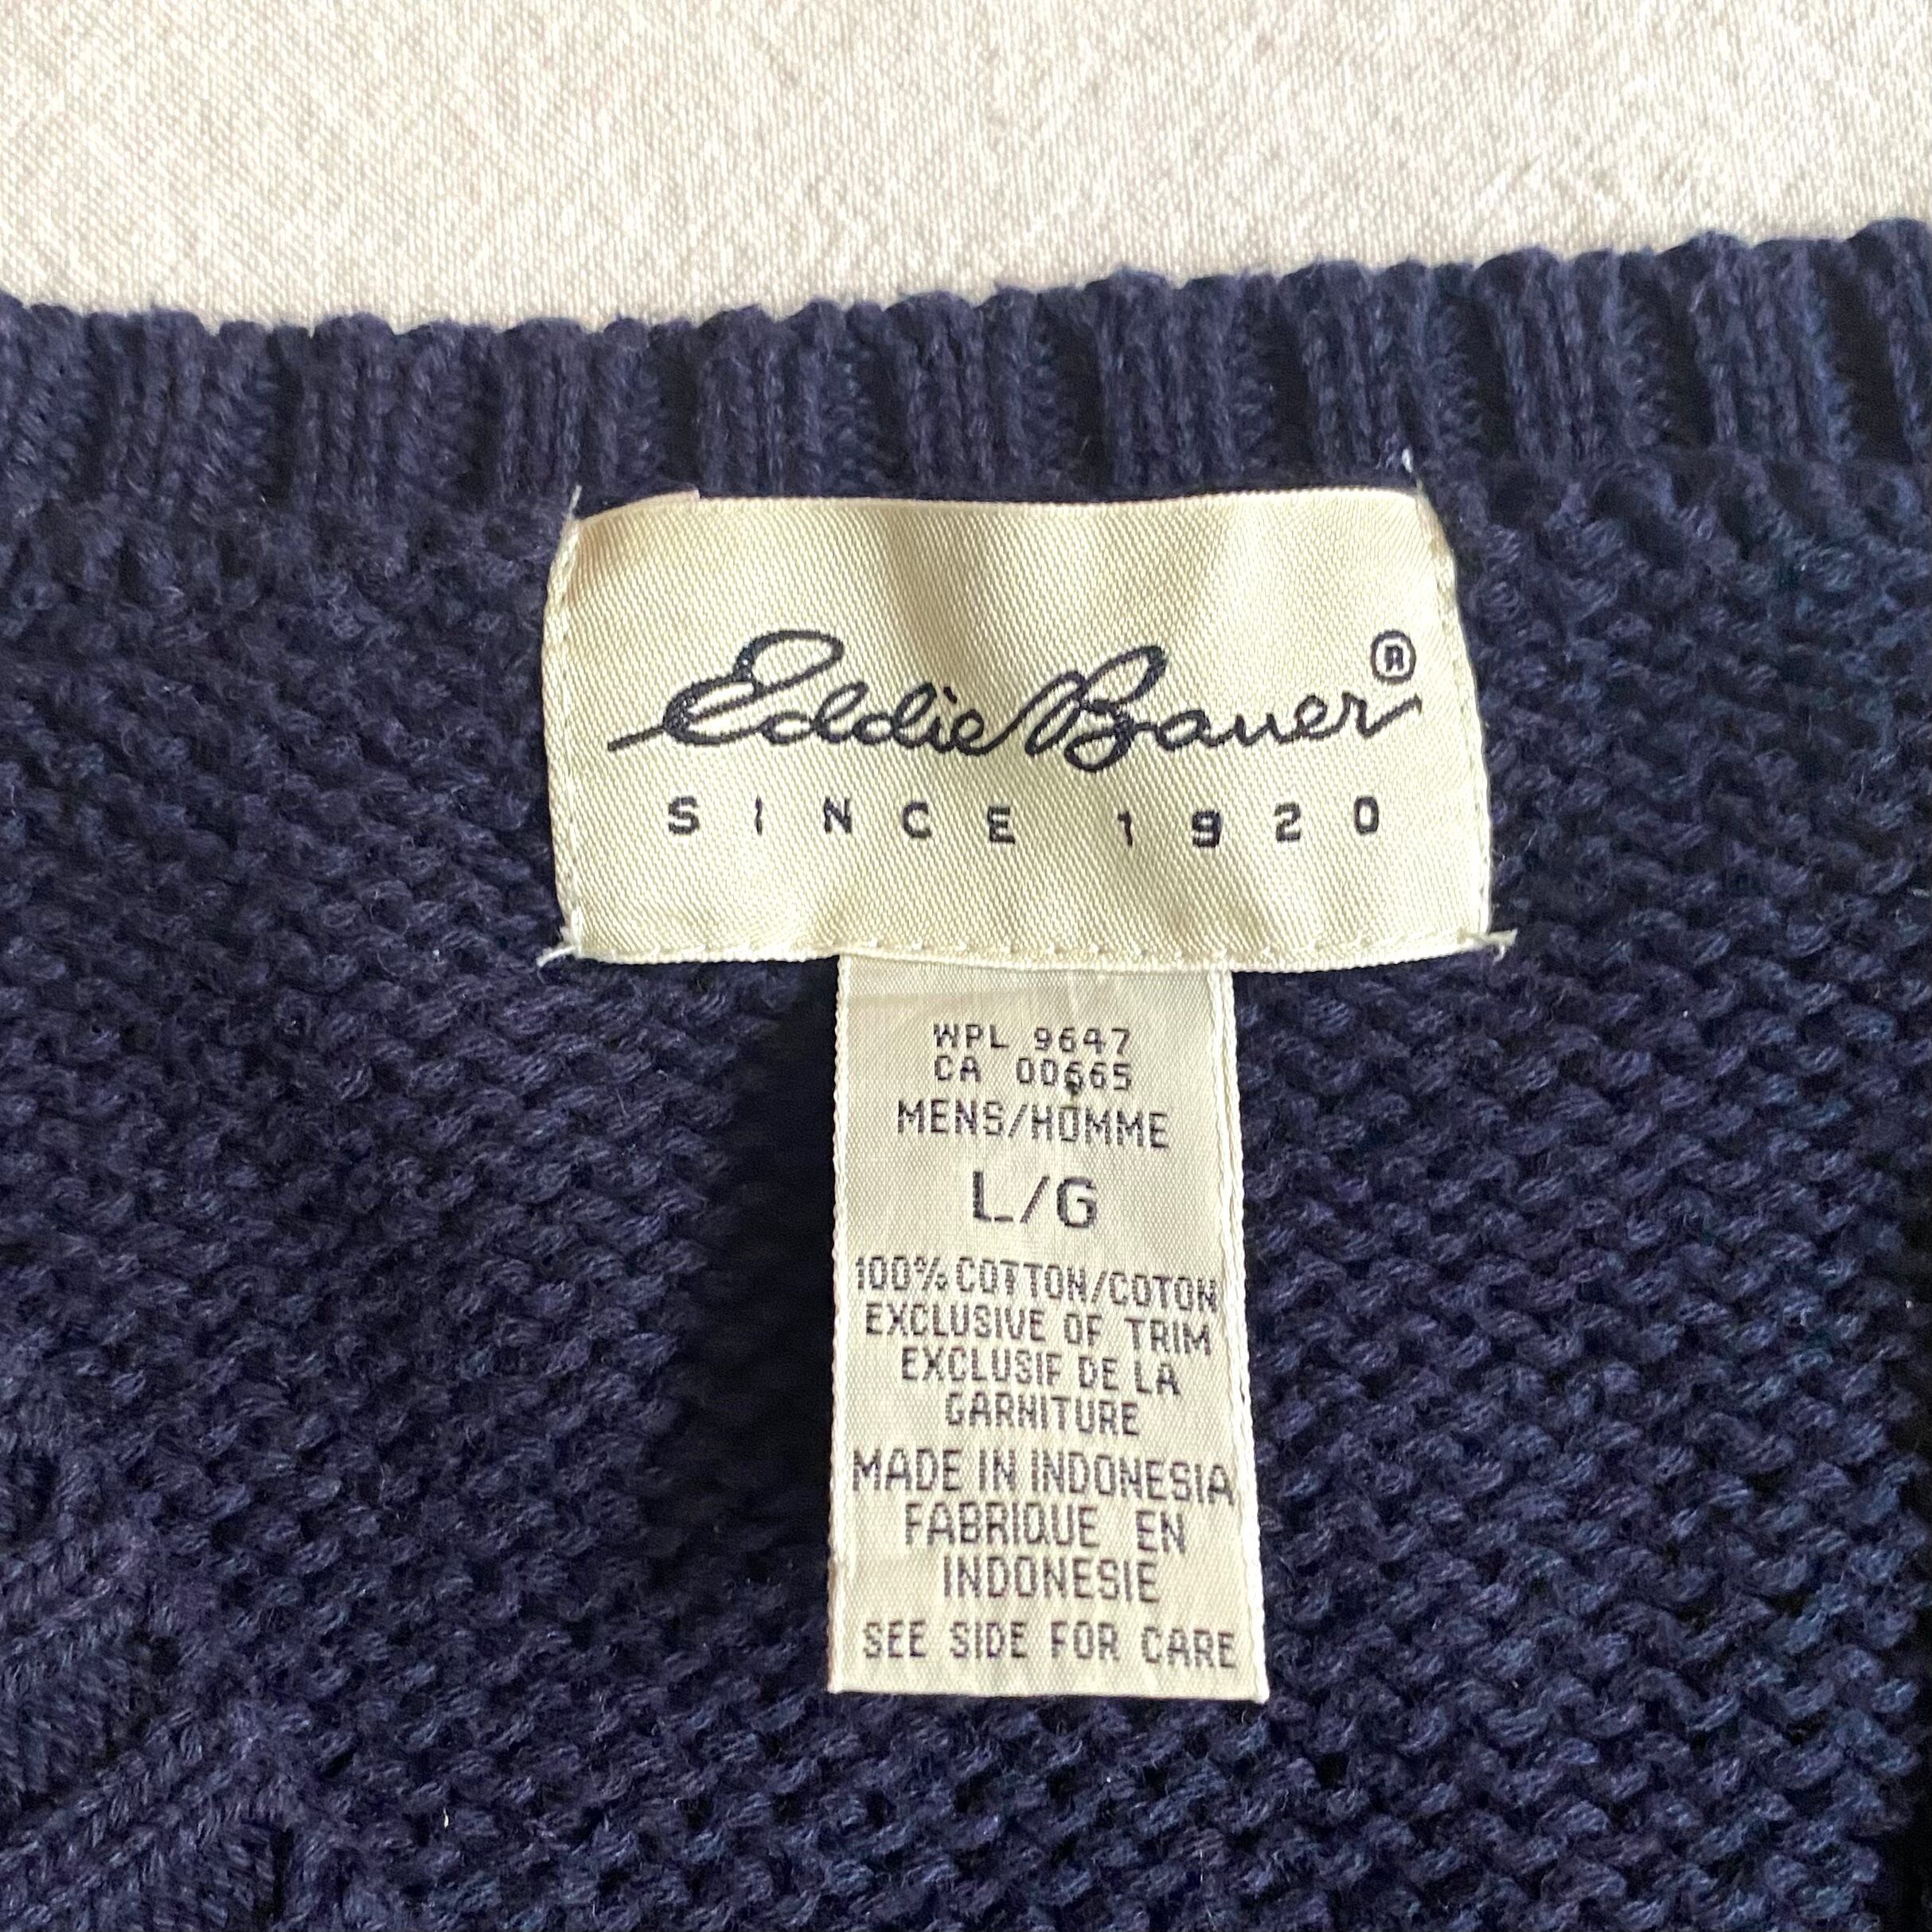 Eddie Bauer®
SINCE 1920
WPL 9647
CA 00665
MENS/HOMME
L/G
100% COTTON/COTON
EXCLUSIVE OF TRIM
EXCLUSIF DE LA
GARNITURE
MADE IN INDONESIA
FABRIQUE EN
INDONESIE
SEE SIDE FOR CARE